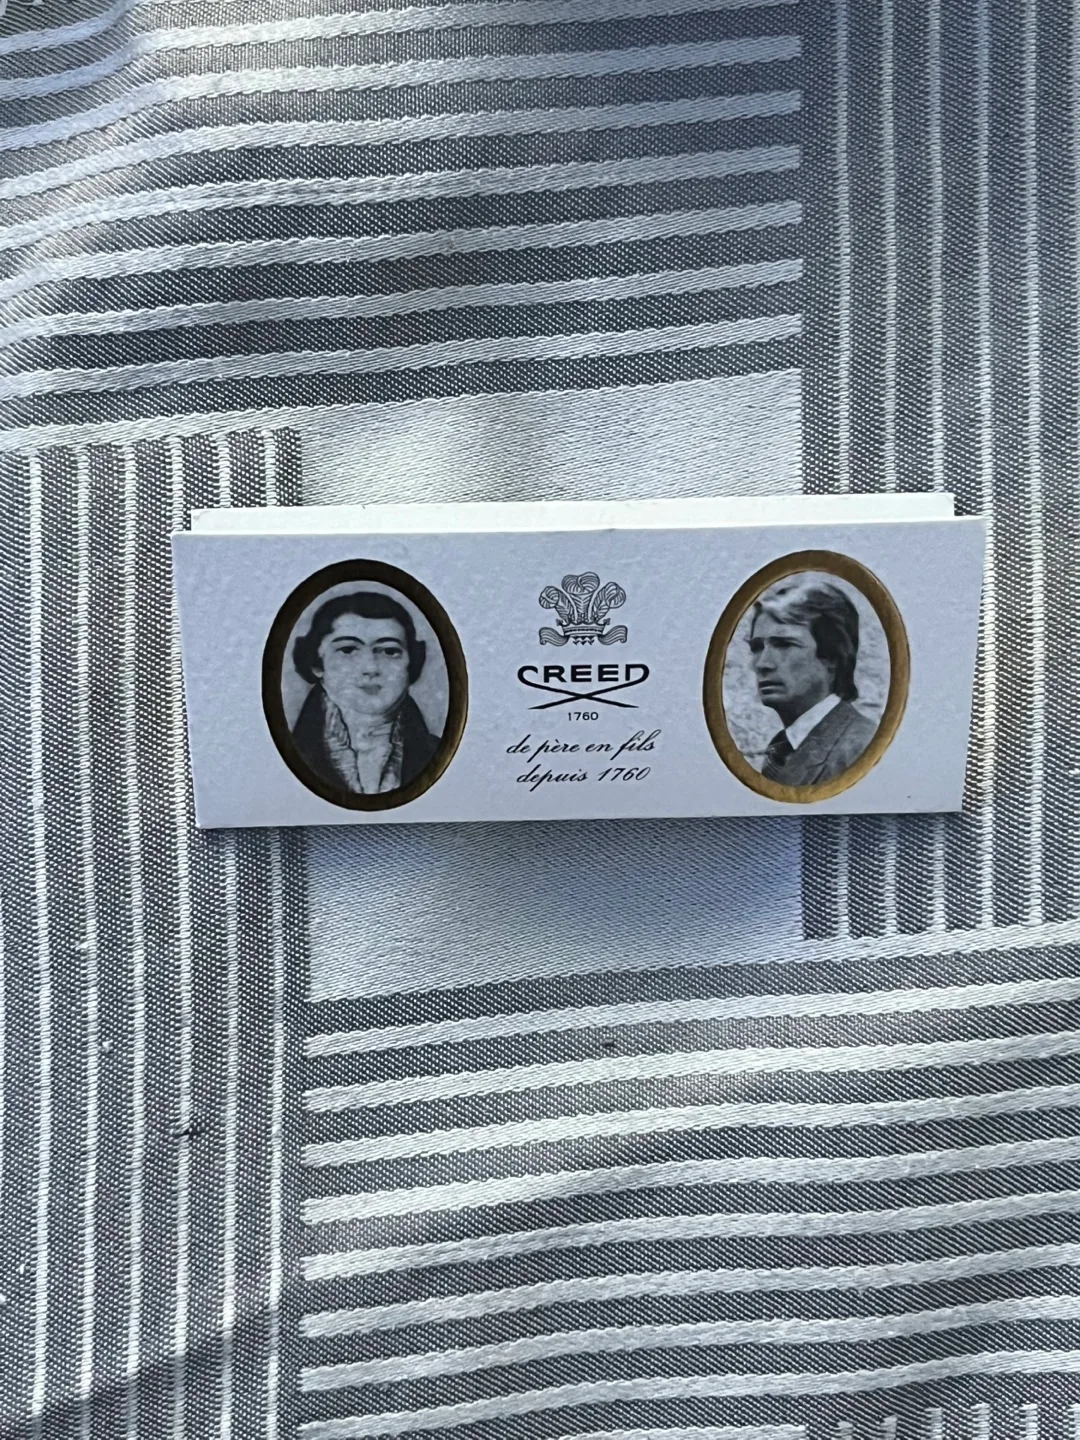 CREED
1760
de père en fils
depuis 1760